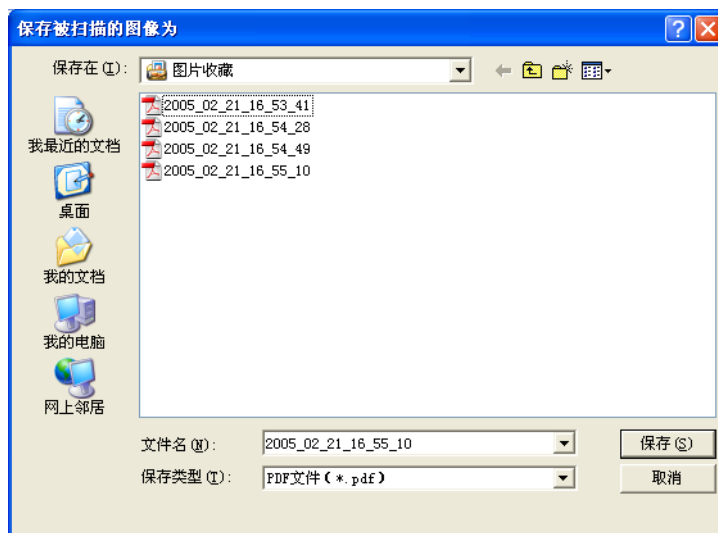 保存被扫描的图像为
保存在(I): 图片收藏
2005_02_21_16_53_41
2005_02_21_16_54_28
2005_02_21_16_54_49
2005_02_21_16_55_10
我最近的文档
桌面
我的文档
我的电脑
网上邻居
文件名(N): 2005_02_21_16_55_10 保存(S)
保存类型(T): PDF文件(*.pdf) 取消